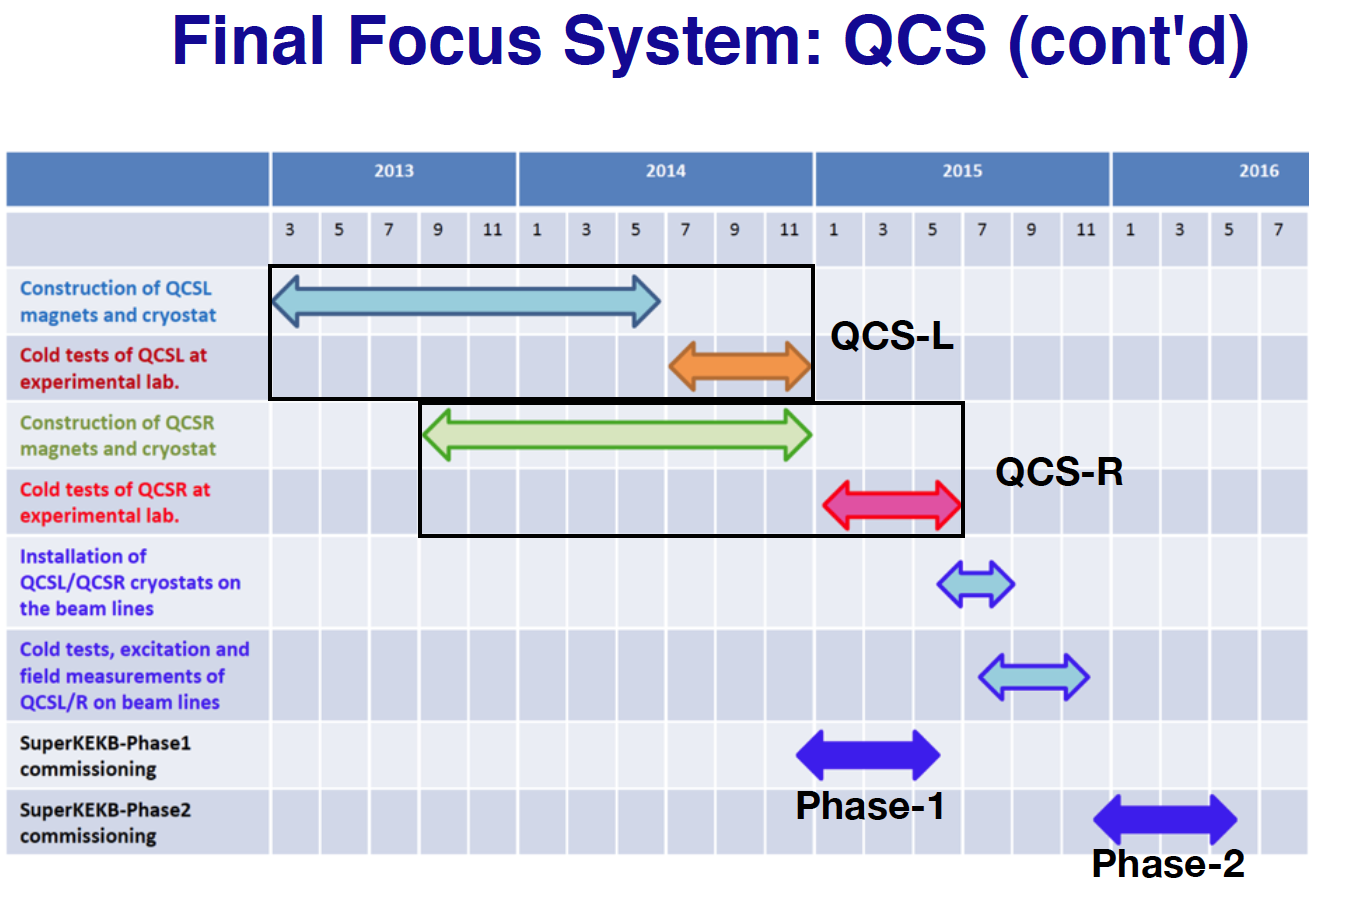 Final Focus System: QCS (cont'd)
2013 2014 2015 2016
3 5 7 9 11 1 3 5 7 9 11 1 3 5 7 9 11 1 3 5 7
Construction of QCSL
magnets and cryostat
QCS-L
Cold tests of QCSL at
experimental lab.
Construction of QCSR
magnets and cryostat
QCS-R
Cold tests of QCSR at
experimental lab.
Installation of
QCSL/QCSR cryostats on
the beam lines
Cold tests, excitation and
field measurements of
QCSL/R on beam lines
SuperKEKB-Phase1
commissioning
Phase-1
SuperKEKB-Phase2
commissioning
Phase-2